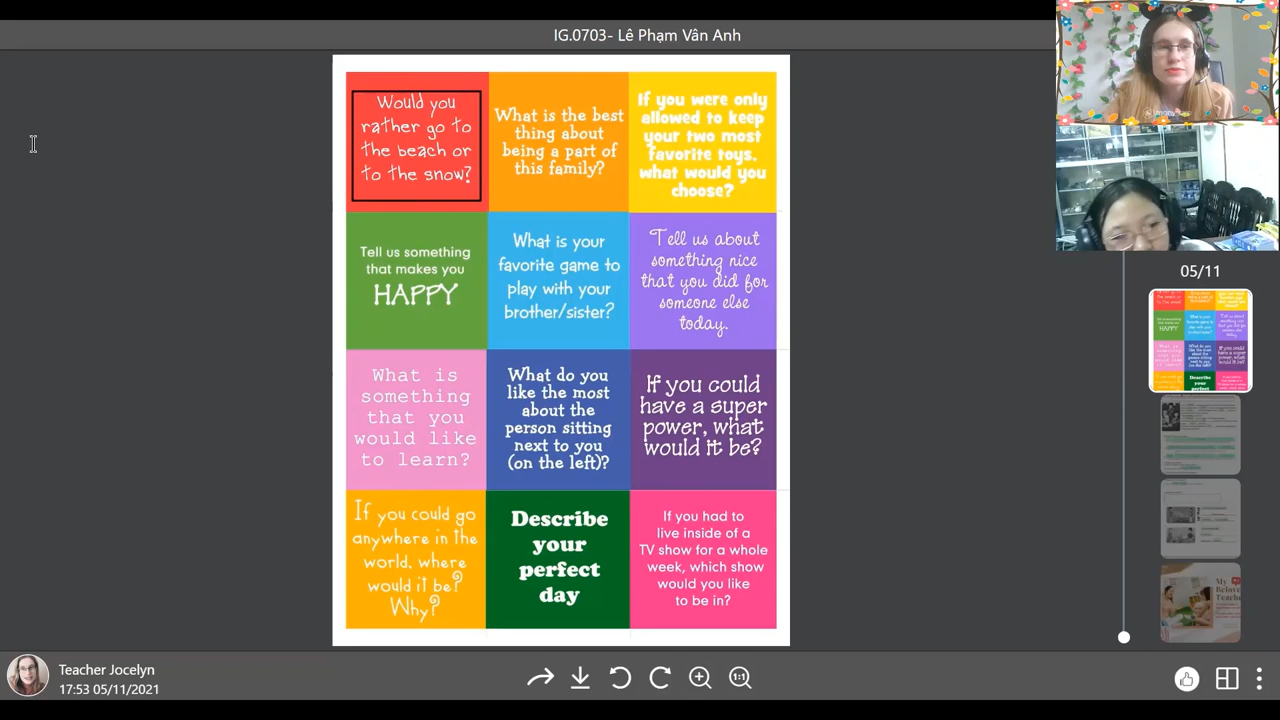 IG.0703- Lê Phạm Vân Anh
Would you
rather go to
the beach or
to the snow?
What is the best
thing about
being a part of
this family?
If you were only
allowed to keep
your two most
favorite toys,
what would you
choose?
Tell us something
that makes you
HAPPY
What is your
favorite game to
play with your
brother/sister?
Tell us about
something nice
that you did for
someone else
today.
What is
something
that you
would like
to learn?
What do you
like the most
about the
person sitting
next to you
(on the left)?
If you could
have a super
power, what
would it be?
If you could go
anywhere in the
world, where
would it be?
Why?
Describe
your
perfect
day
If you had to
live inside of a
TV show for a whole
week, which show
would you like
to be in?
05/11
My
Beloved
Teacher
Teacher Jocelyn
17:53 05/11/2021
1:1